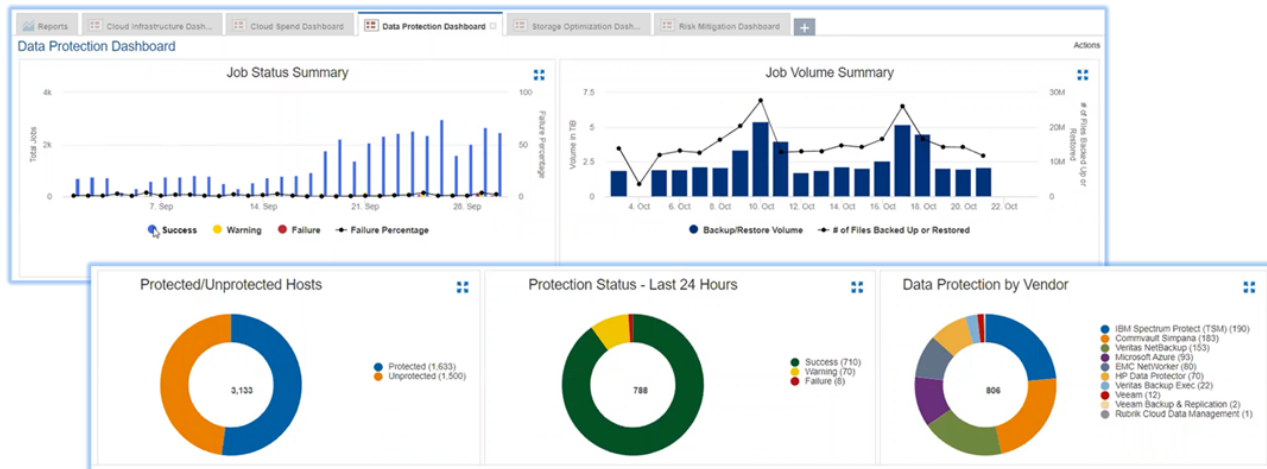 Reports
Cloud Infrastructure Dash...
Cloud Spend Dashboard
Data Protection Dashboard
Storage Optimization Dash...
Risk Mitigation Dashboard
+
Data Protection Dashboard
Actions
Job Status Summary
4k
2k
0
Total Jobs
100
50
0
Failure Percentage
7. Sep
14. Sep
21. Sep
28. Sep
Success
Warning
Failure
Failure Percentage
Job Volume Summary
7.5
5
2.5
0
Volume in TiB
30M
20M
10M
0
# of Files Backed Up or
Restored
4. Oct
6. Oct
8. Oct
10. Oct
12. Oct
14. Oct
16. Oct
18. Oct
20. Oct
22. Oct
Backup/Restore Volume
# of Files Backed Up or Restored
Protected/Unprotected Hosts
3,133
Protected (1,633)
Unprotected (1,500)
Protection Status - Last 24 Hours
788
Success (710)
Warning (70)
Failure (8)
Data Protection by Vendor
806
IBM Spectrum Protect (TSM) (190)
Commvault Simpana (183)
Veritas NetBackup (153)
Microsoft Azure (93)
EMC NetWorker (80)
HP Data Protector (70)
Veritas Backup Exec (22)
Veeam (12)
Veeam Backup & Replication (2)
Rubrik Cloud Data Management (1)